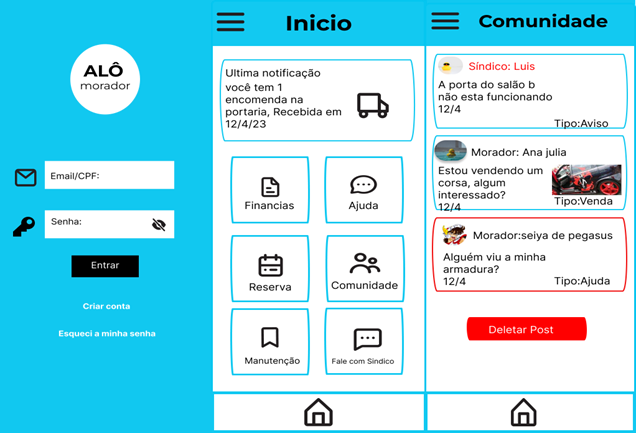 ALÔ
morador
Email/CPF:
Senha:
Entrar
Criar conta
Esqueci a minha senha
Inicio
Ultima notificação
você tem 1
encomenda na
portaria, Recebida em
12/4/23
Financias
Ajuda
Reserva
Comunidade
Manutenção
Fale com Síndico
Comunidade
Síndico: Luis
A porta do salão b
não esta funcionando
12/4
Tipo:Aviso
Morador: Ana julia
Estou vendendo um
corsa, algum
interessado?
12/4
Tipo:Venda
Morador:seiya de pegasus
Alguém viu a minha
armadura?
12/4
Tipo:Ajuda
Deletar Post